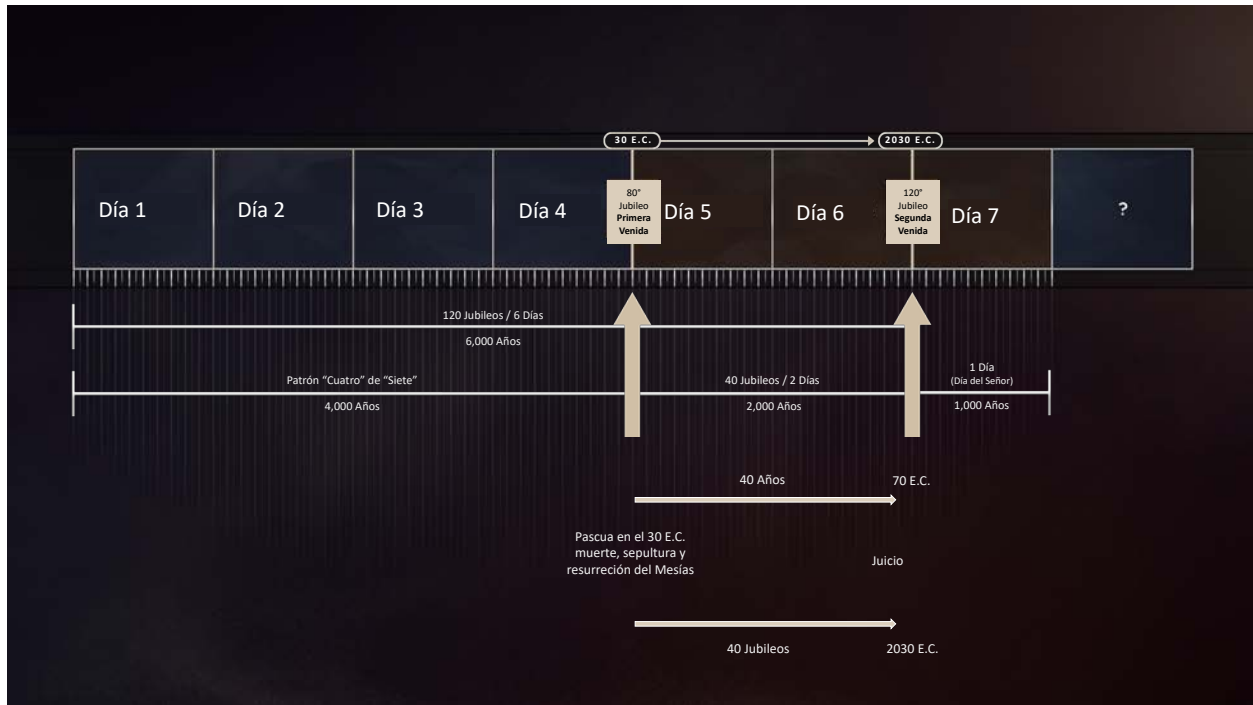 30 E.C.
2030 E.C.
Día 1
Día 2
Día 3
Día 4
80°
Jubileo
Primera
Venida
Día 5
Día 6
120°
Jubileo
Segunda
Venida
Día 7
?
120 Jubileos / 6 Días
6,000 Años
Patrón “Cuatro” de “Siete”
4,000 Años
40 Jubileos / 2 Días
2,000 Años
1 Día
(Día del Señor)
1,000 Años
40 Años
70 E.C.
Pascua en el 30 E.C.
muerte, sepultura y
resurreción del Mesías
Juicio
40 Jubileos
2030 E.C.